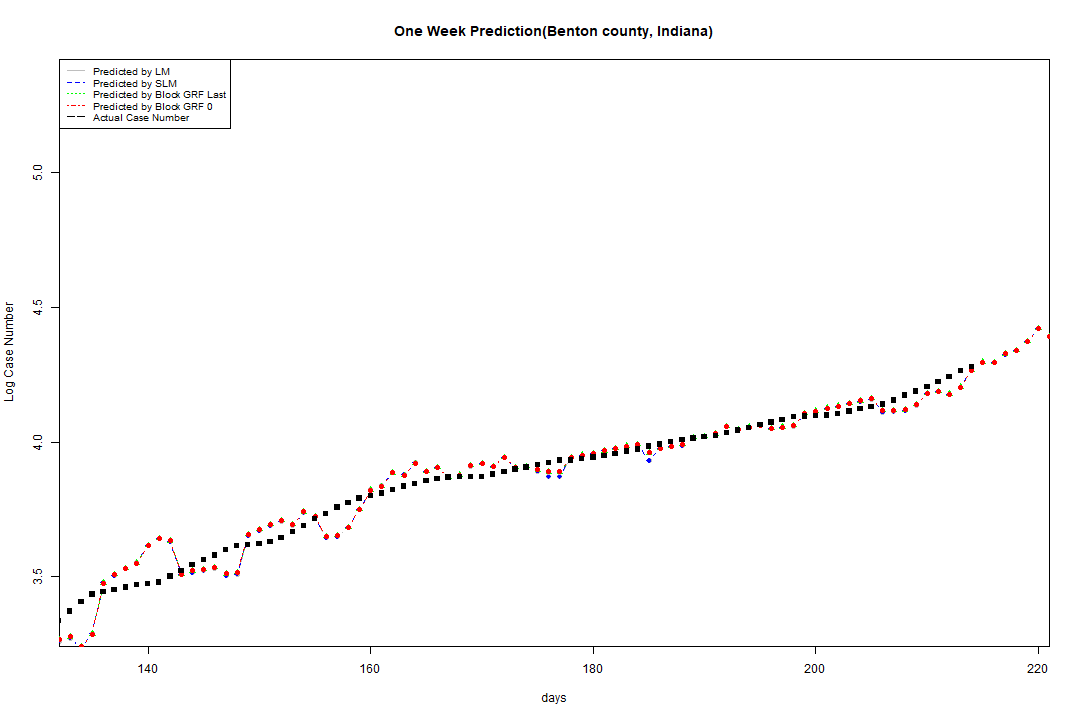 One Week Prediction(Benton county, Indiana)
Predicted by LM
Predicted by SLM
Predicted by Block GRF Last
Predicted by Block GRF 0
Actual Case Number
5.0
4.5
4.0
3.5
Log Case Number
140 160 180 200 220
days